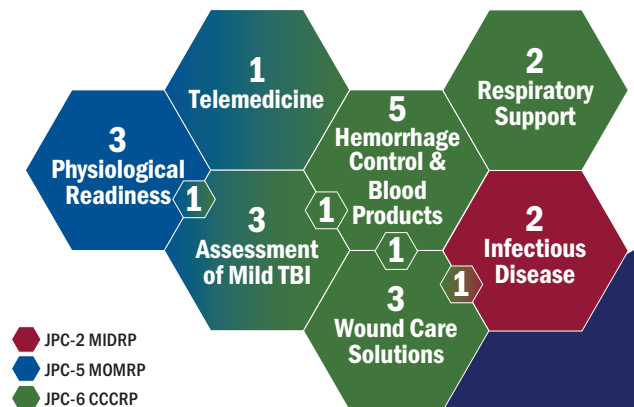 1
Telemedicine
2
Respiratory
Support
5
Hemorrhage
Control &
Blood
Products
3
Physiological
Readiness
1
3
Assessment
of Mild TBI
1
1
2
Infectious
Disease
1
3
Wound Care
Solutions
JPC-2 MIDRP
JPC-5 MOMRP
JPC-6 CCCRP